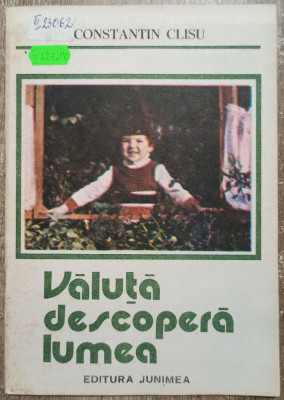 CONSTANTIN CLISU
Văluță
descoperă
lumea
EDITURA JUNIMEA